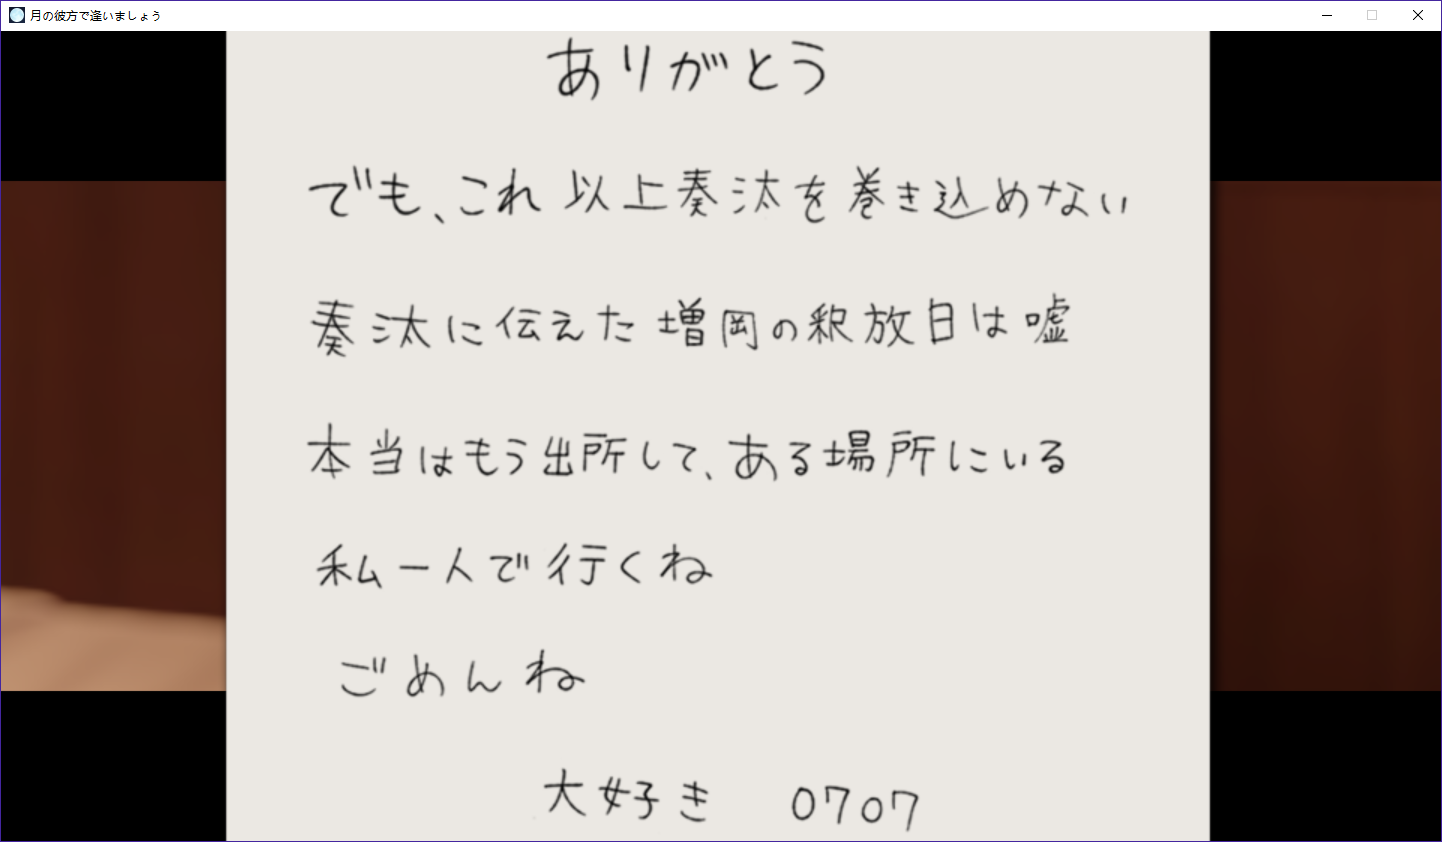 月の彼方で逢いましょう
ありがとう
でも、これ以上奏汰を巻き込めない
奏汰に伝えた増岡の釈放日は嘘
本当はもう出所して、ある場所にいる
私一人で行くね
ごめんね
大好き 0707